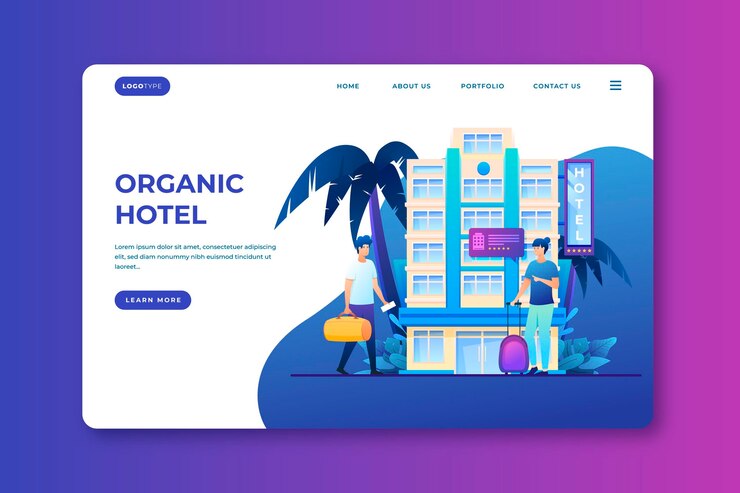 LOGOTYPE
HOME ABOUT US PORTFOLIO CONTACT US
ORGANIC
HOTEL
Lorem ipsum dolor sit amet, consectetuer adipiscing
elit, sed diam nonummy nibh euismod tincidunt ut
laoreet...
LEARN MORE
HOTEL